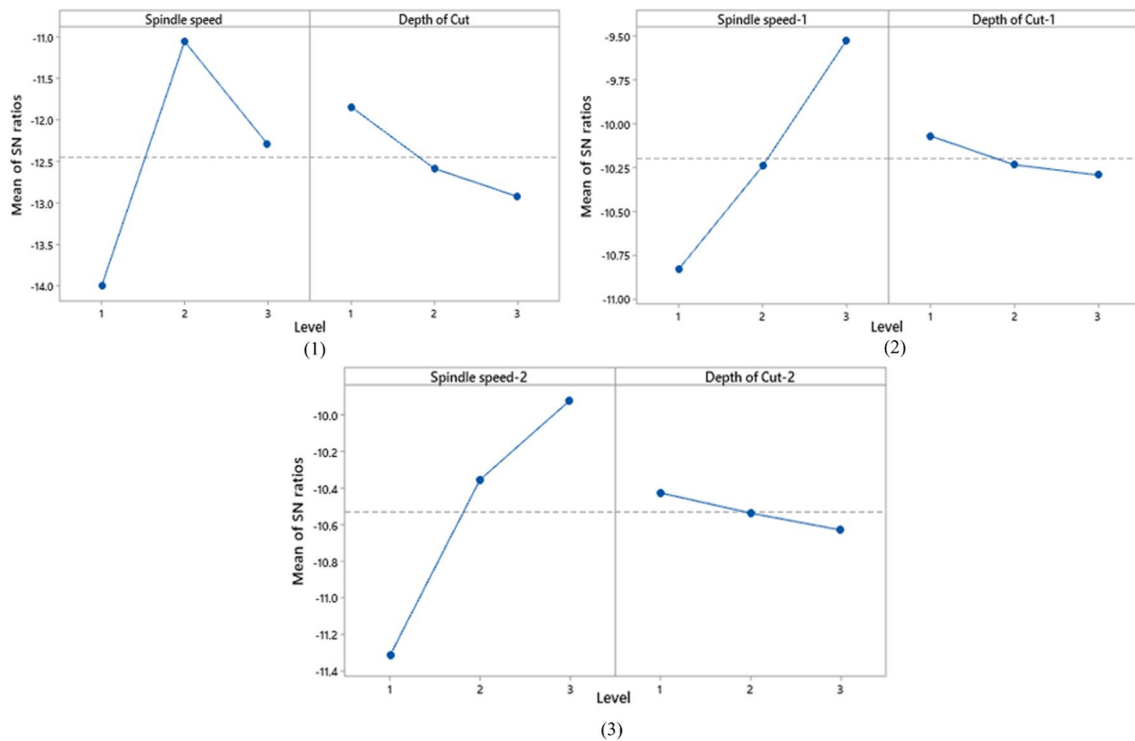 Spindle speed
Depth of Cut
-11.0
-11.5
-12.0
-12.5
-13.0
-13.5
-14.0
Mean of SN ratios
1 2 3 1 2 3
Level
(1)
Spindle speed-1
Depth of Cut-1
-9.50
-9.75
-10.00
-10.25
-10.50
-10.75
-11.00
Mean of SN ratios
1 2 3 1 2 3
Level
(2)
Spindle speed-2
Depth of Cut-2
-10.0
-10.2
-10.4
-10.6
-10.8
-11.0
-11.2
-11.4
Mean of SN ratios
1 2 3 1 2 3
Level
(3)